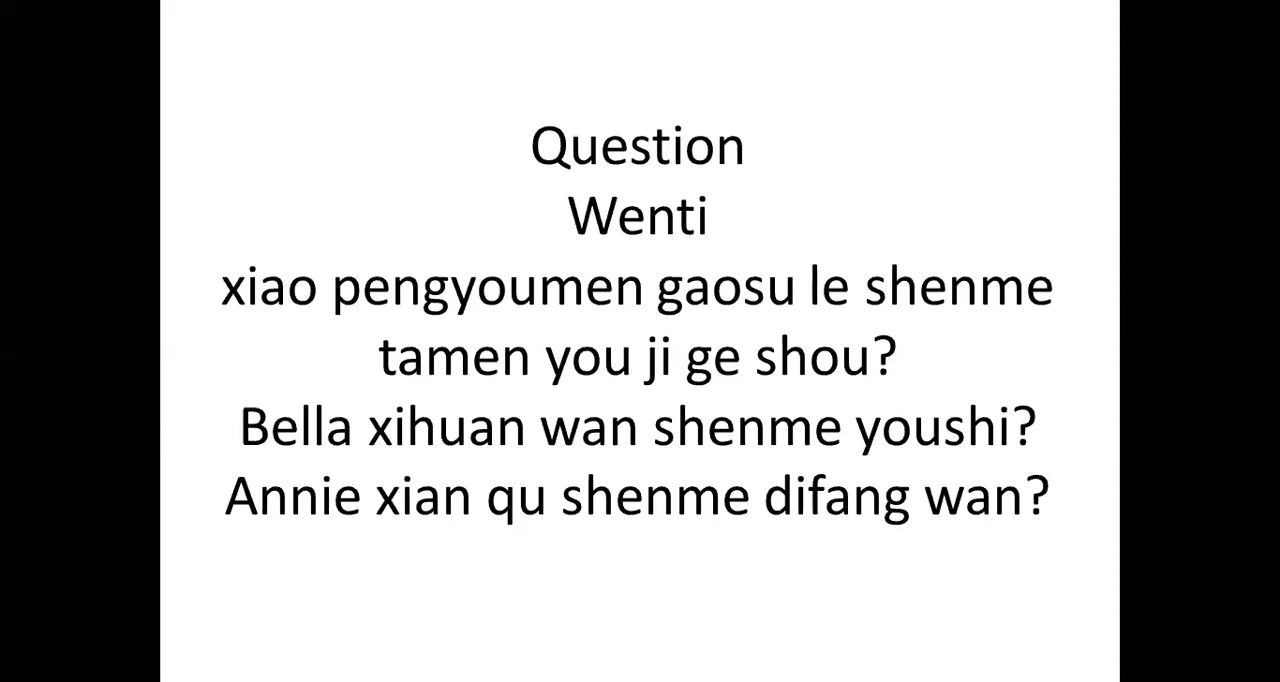 Question
Wenti
xiao pengyoumen gaosu le shenme
tamen you ji ge shou?
Bella xihuan wan shenme youshi?
Annie xian qu shenme difang wan?